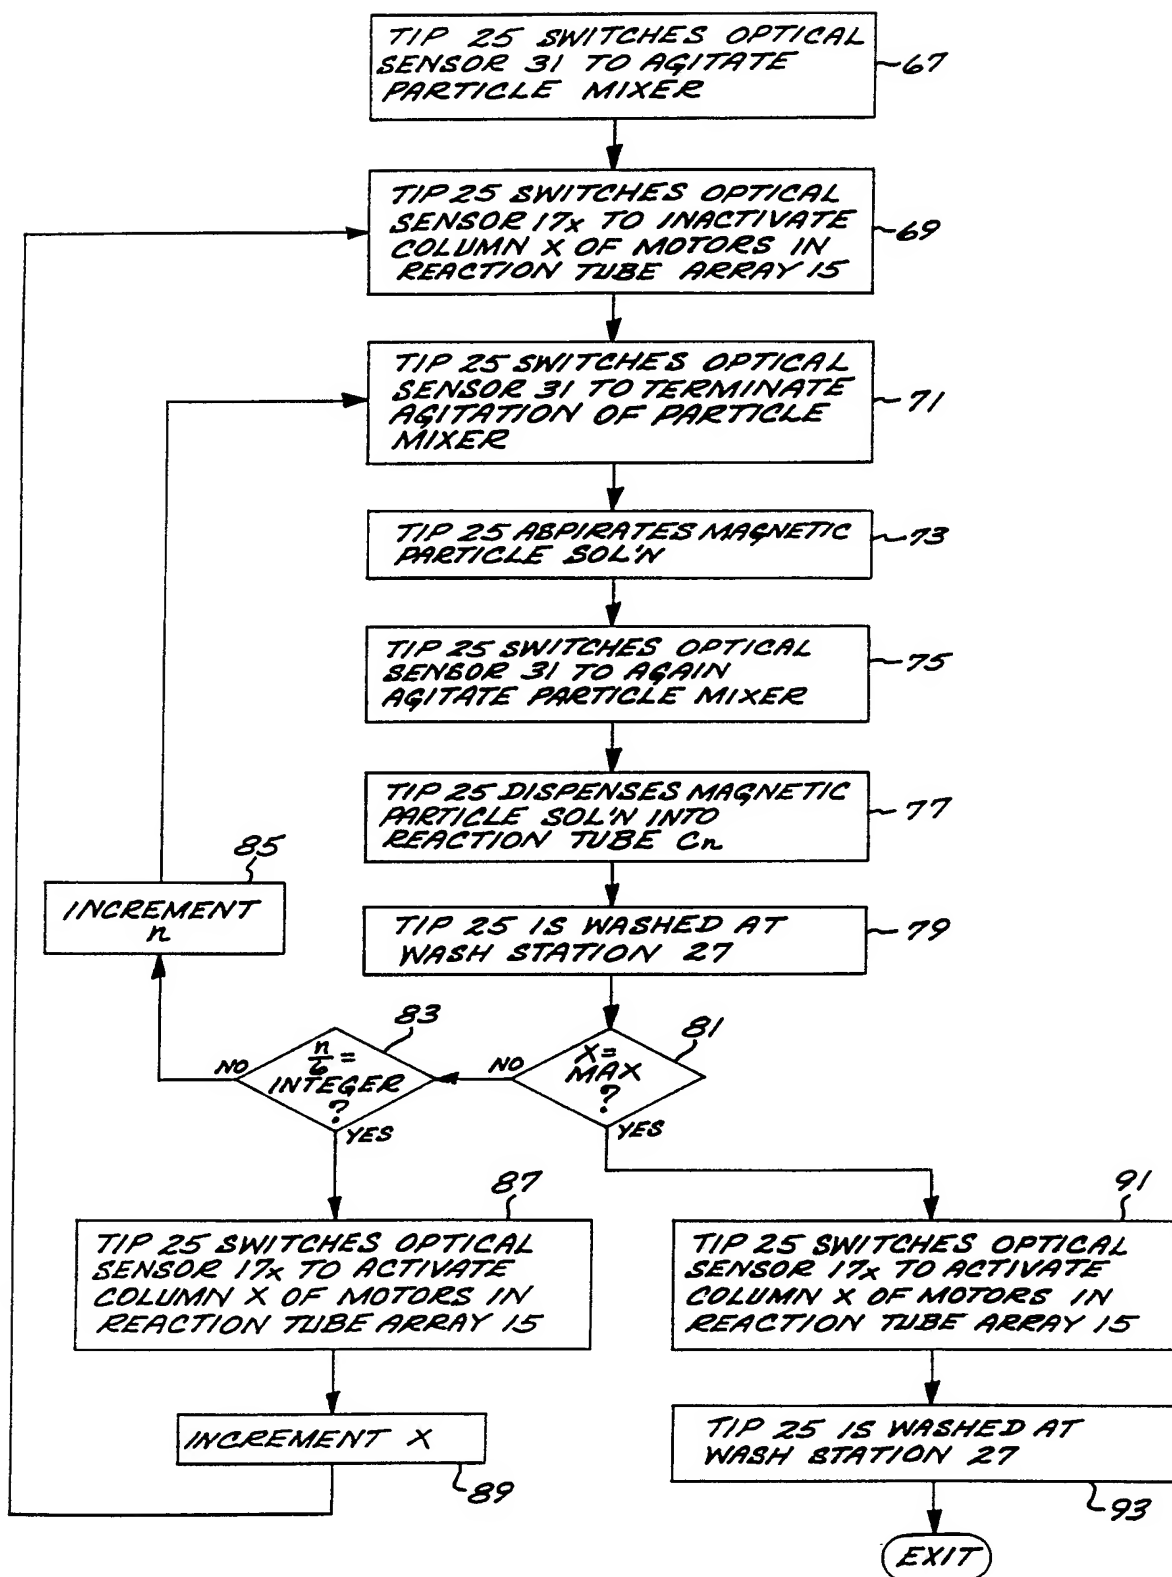 TIP 25 SWITCHES OPTICAL
SENSOR 31 TO AGITATE
PARTICLE MIXER
67
TIP 25 SWITCHES OPTICAL
SENSOR 17x TO INACTIVATE
COLUMN X OF MOTORS IN
REACTION TUBE ARRAY 15
69
TIP 25 SWITCHES OPTICAL
SENSOR 31 TO TERMINATE
AGITATION OF PARTICLE
MIXER
71
TIP 25 ASPIRATES MAGNETIC
PARTICLE SOL'N
73
TIP 25 SWITCHES OPTICAL
SENSOR 31 TO AGAIN
AGITATE PARTICLE MIXER
75
TIP 25 DISPENSES MAGNETIC
PARTICLE SOL'N INTO
REACTION TUBE Cn
77
85
INCREMENT
n
TIP 25 IS WASHED AT
WASH STATION 27
79
83
n/6 =
INTEGER
?
NO
YES
81
X =
MAX
?
NO
YES
87
TIP 25 SWITCHES OPTICAL
SENSOR 17x TO ACTIVATE
COLUMN X OF MOTORS IN
REACTION TUBE ARRAY 15
91
TIP 25 SWITCHES OPTICAL
SENSOR 17x TO ACTIVATE
COLUMN X OF MOTORS IN
REACTION TUBE ARRAY 15
INCREMENT X
89
TIP 25 IS WASHED AT
WASH STATION 27
93
EXIT